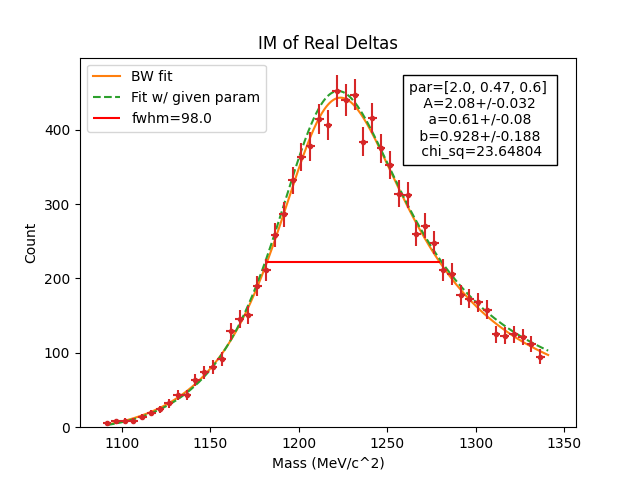 IM of Real Deltas
BW fit
Fit w/ given param
fwhm=98.0
par=[2.0, 0.47, 0.6]
A=2.08+/-0.032
a=0.61+/-0.08
b=0.928+/-0.188
chi_sq=23.64804
Count
400
300
200
100
0
1100 1150 1200 1250 1300 1350
Mass (MeV/c^2)